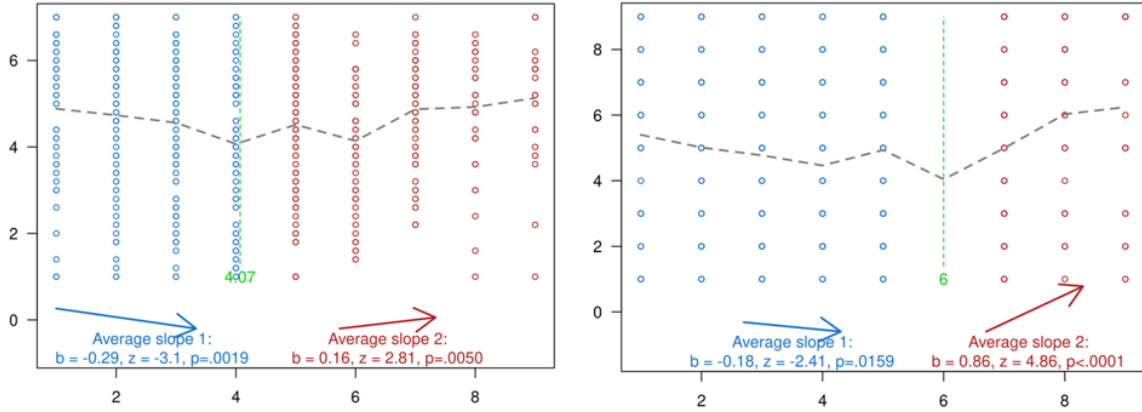 6
4
2
0
4.07
Average slope 1:
b = -0.29, z = -3.1, p=.0019
Average slope 2:
b = 0.16, z = 2.81, p=.0050
2
4
6
8
8
6
4
2
0
6
Average slope 1:
b = -0.18, z = -2.41, p=.0159
Average slope 2:
b = 0.86, z = 4.86, p<.0001
2
4
6
8